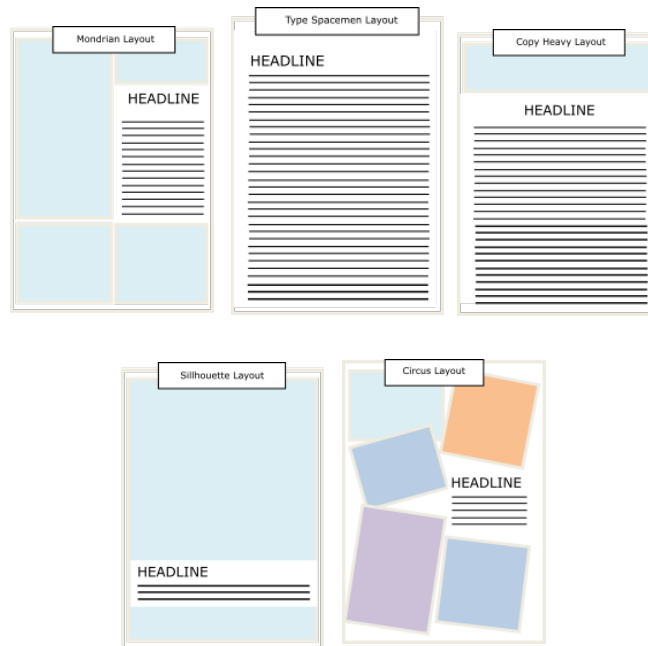 Mondrian Layout
HEADLINE
Type Spacemen Layout
HEADLINE
Copy Heavy Layout
HEADLINE
Sillhouette Layout
HEADLINE
Circus Layout
HEADLINE